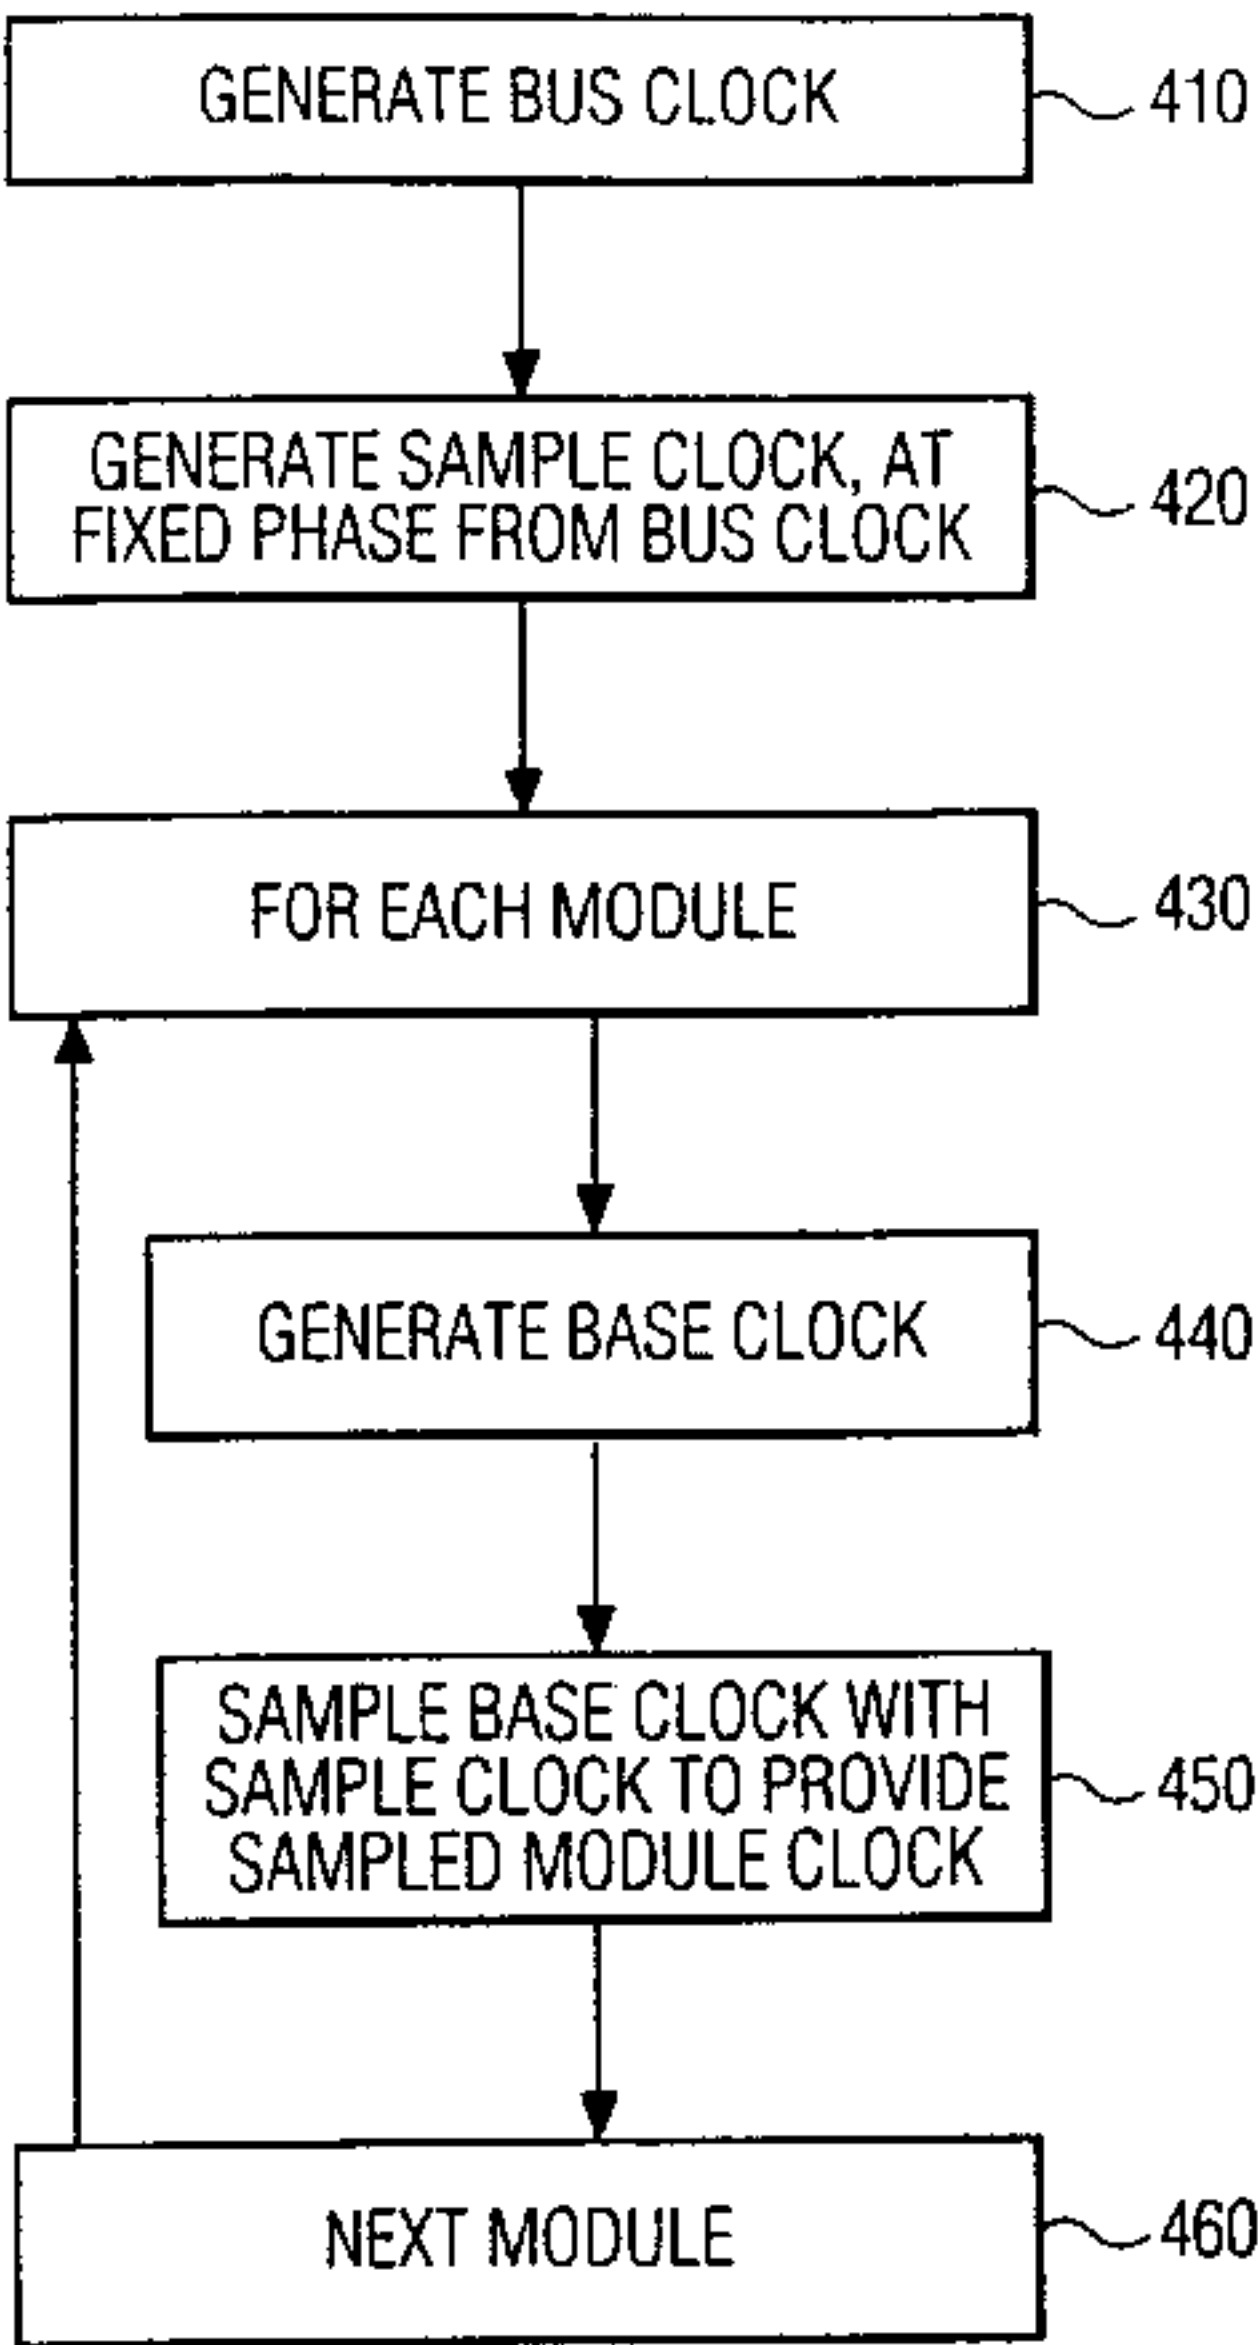 GENERATE BUS CLOCK
410
GENERATE SAMPLE CLOCK, AT
FIXED PHASE FROM BUS CLOCK
420
FOR EACH MODULE
430
GENERATE BASE CLOCK
440
SAMPLE BASE CLOCK WITH
SAMPLE CLOCK TO PROVIDE
SAMPLED MODULE CLOCK
450
NEXT MODULE
460